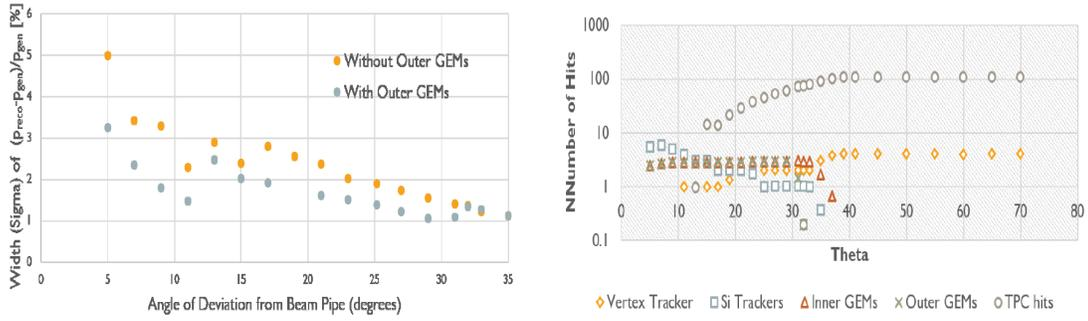 Width (Sigma) of (preco-pgen)/pgen [%]
6
5
4
3
2
1
0
Without Outer GEMs
With Outer GEMs
0 5 10 15 20 25 30 35
Angle of Deviation from Beam Pipe (degrees)
NNumber of Hits
1000
100
10
1
0.1
0 10 20 30 40 50 60 70 80
Theta
Vertex Tracker Si Trackers Inner GEMs Outer GEMs TPC hits